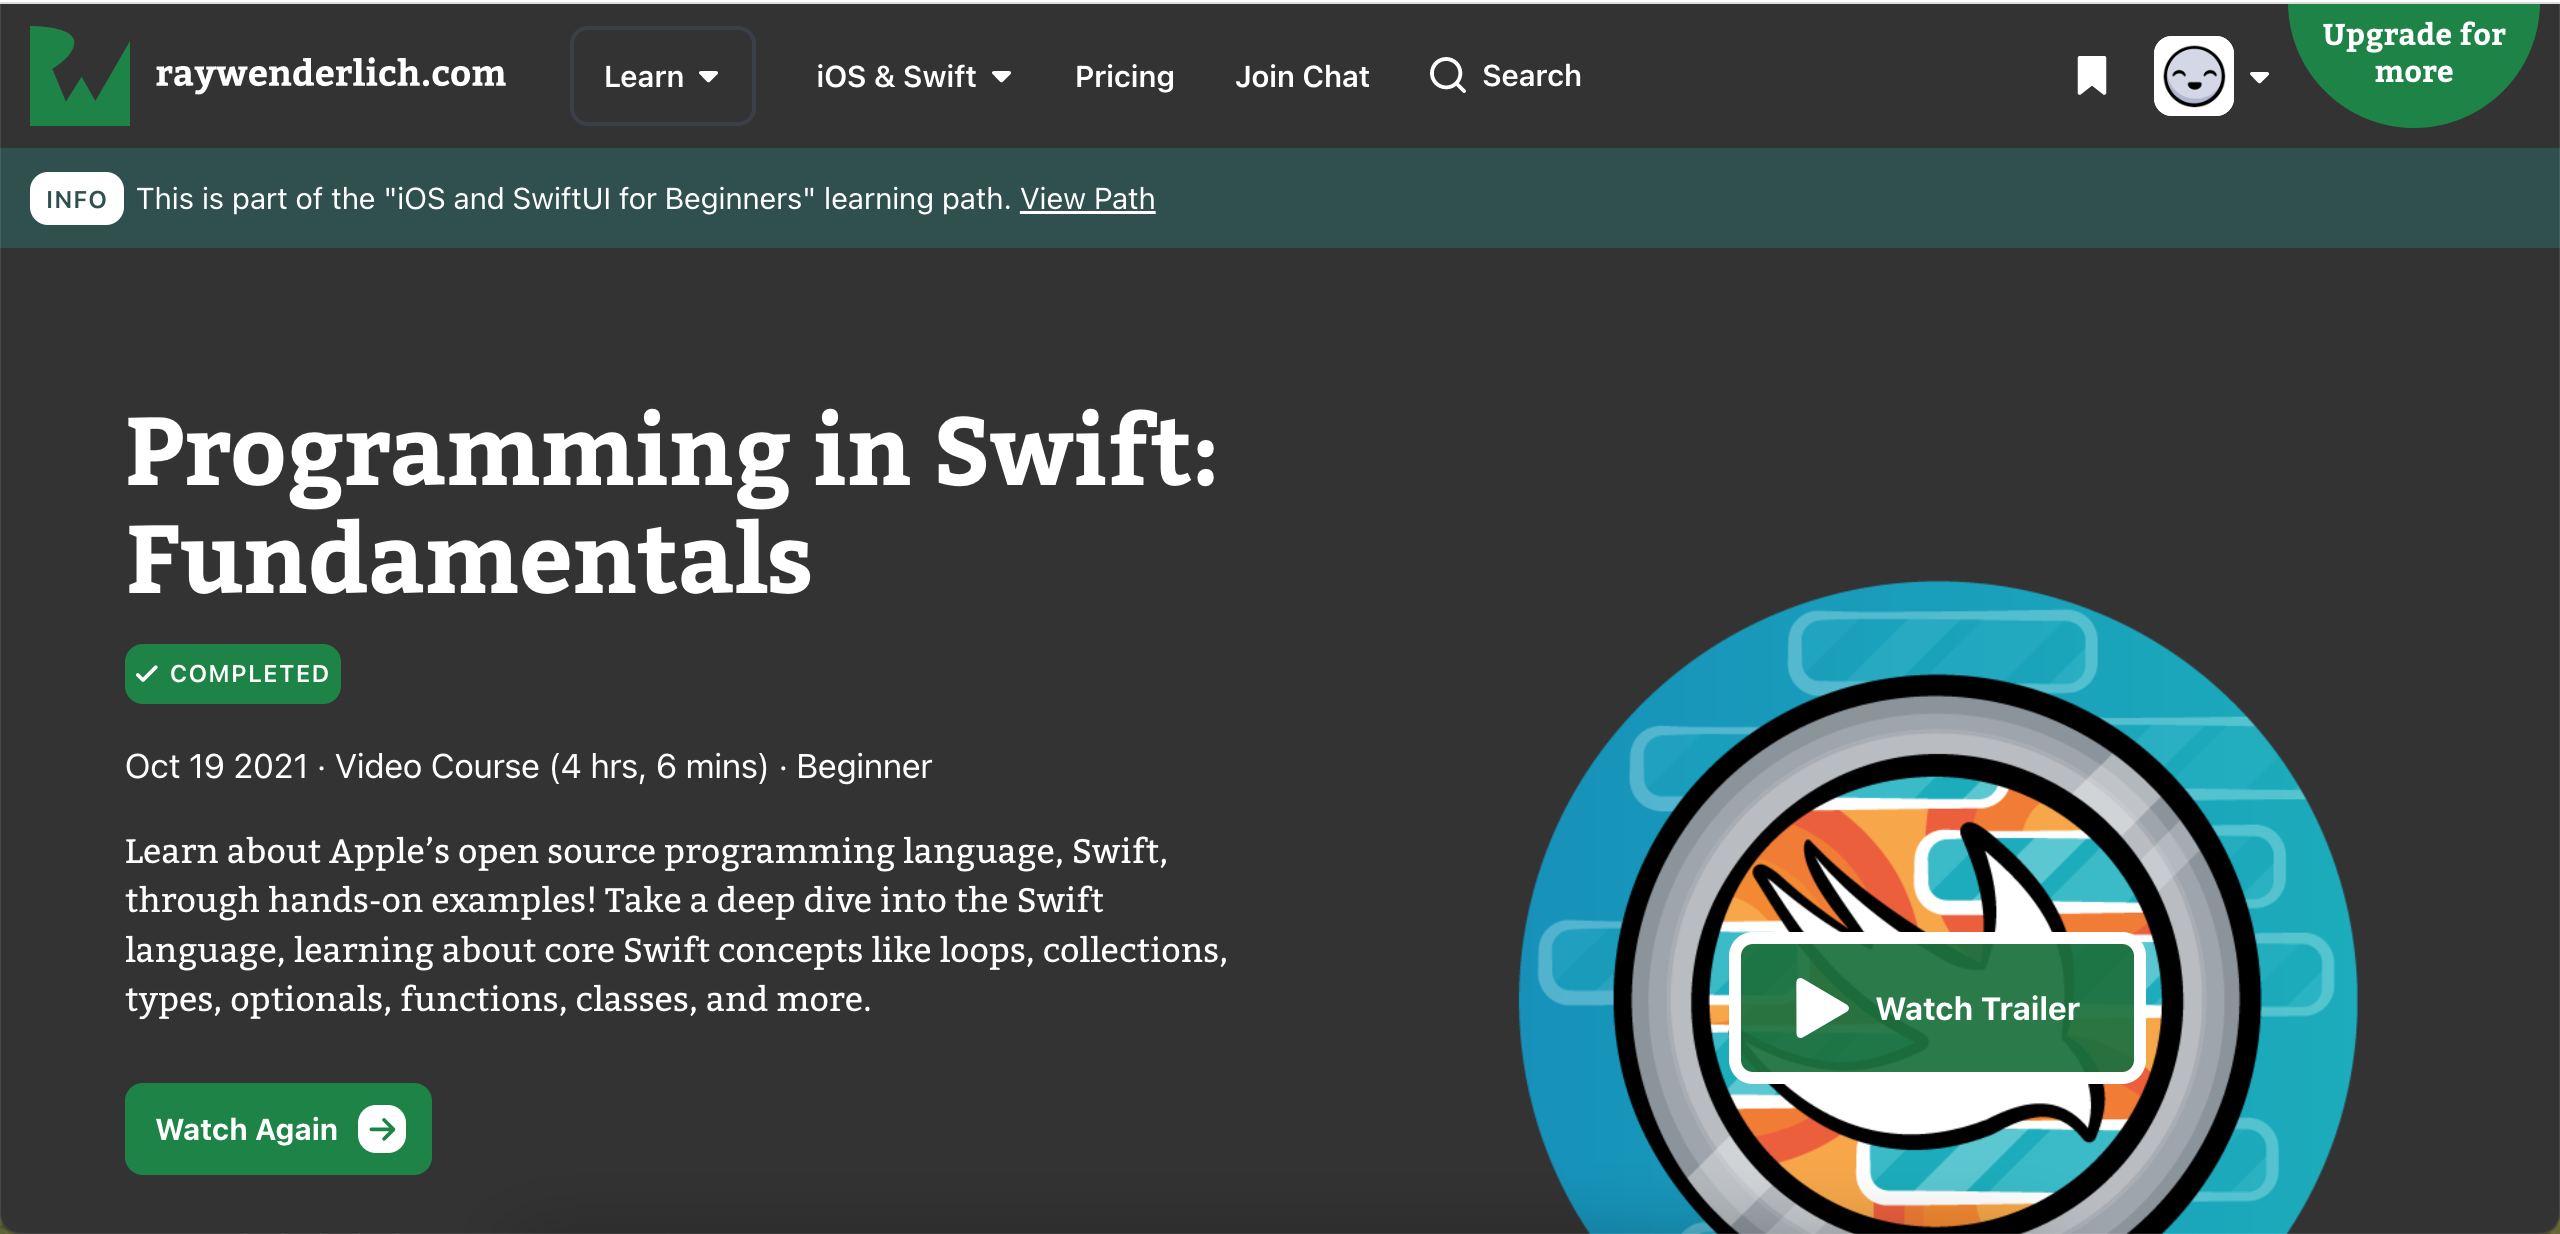 raywenderlich.com
Learn
iOS & Swift
Pricing
Join Chat
Search
Upgrade for
more
INFO This is part of the "iOS and SwiftUI for Beginners" learning path. View Path
Programming in Swift:
Fundamentals
COMPLETED
Oct 19 2021 · Video Course (4 hrs, 6 mins) · Beginner
Learn about Apple’s open source programming language, Swift,
through hands-on examples! Take a deep dive into the Swift
language, learning about core Swift concepts like loops, collections,
types, optionals, functions, classes, and more.
Watch Trailer
Watch Again